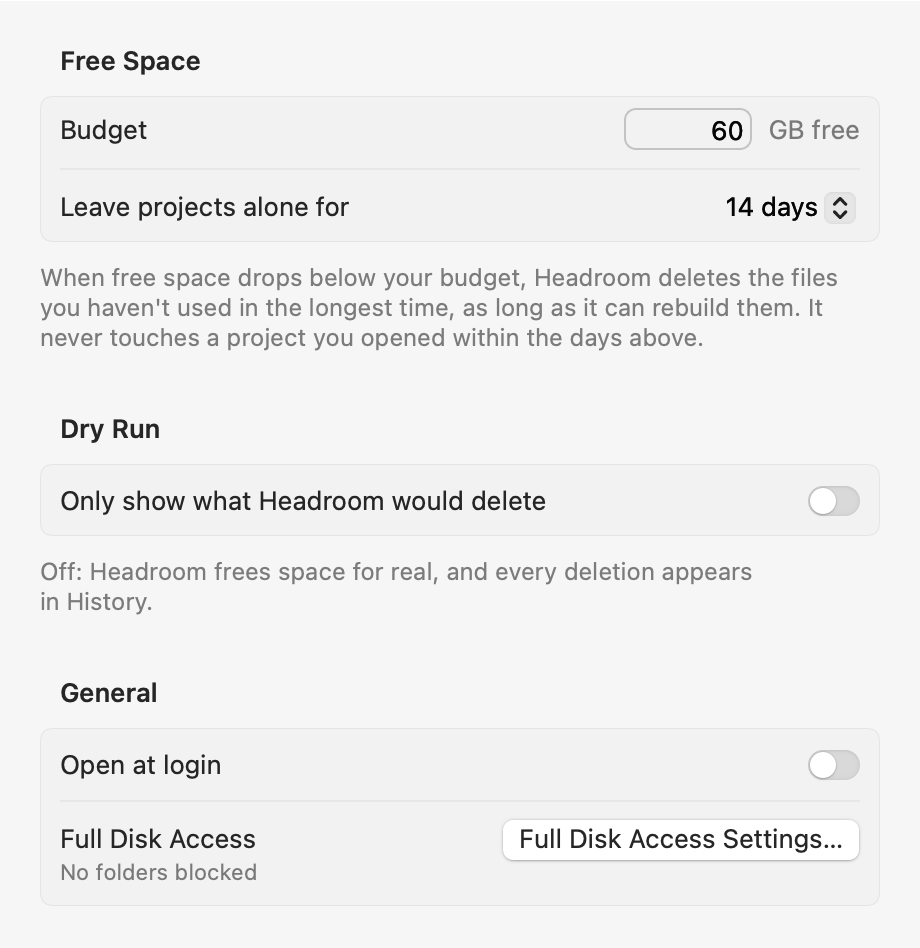 Free Space
Budget 60 GB free
Leave projects alone for 14 days
When free space drops below your budget, Headroom deletes the files
you haven't used in the longest time, as long as it can rebuild them. It
never touches a project you opened within the days above.
Dry Run
Only show what Headroom would delete
Off: Headroom frees space for real, and every deletion appears
in History.
General
Open at login
Full Disk Access Full Disk Access Settings...
No folders blocked